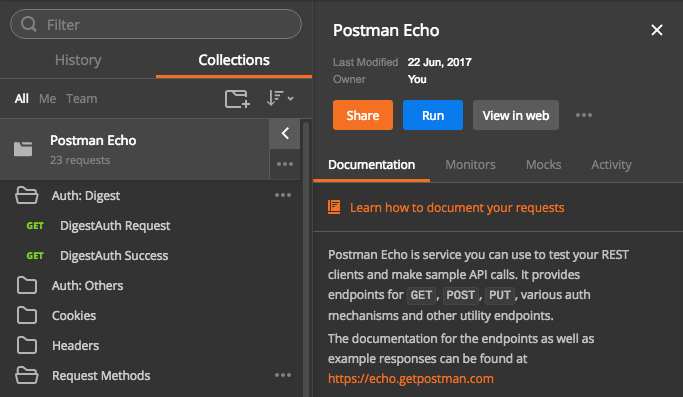 Filter
History
Collections
All Me Team
Postman Echo
23 requests
Auth: Digest
GET DigestAuth Request
GET DigestAuth Success
Auth: Others
Cookies
Headers
Request Methods
Postman Echo
Last Modified 22 Jun, 2017
Owner You
Share Run View in web
Documentation Monitors Mocks Activity
Learn how to document your requests
Postman Echo is service you can use to test your REST
clients and make sample API calls. It provides
endpoints for GET, POST, PUT, various auth
mechanisms and other utility endpoints.
The documentation for the endpoints as well as
example responses can be found at
https://echo.getpostman.com